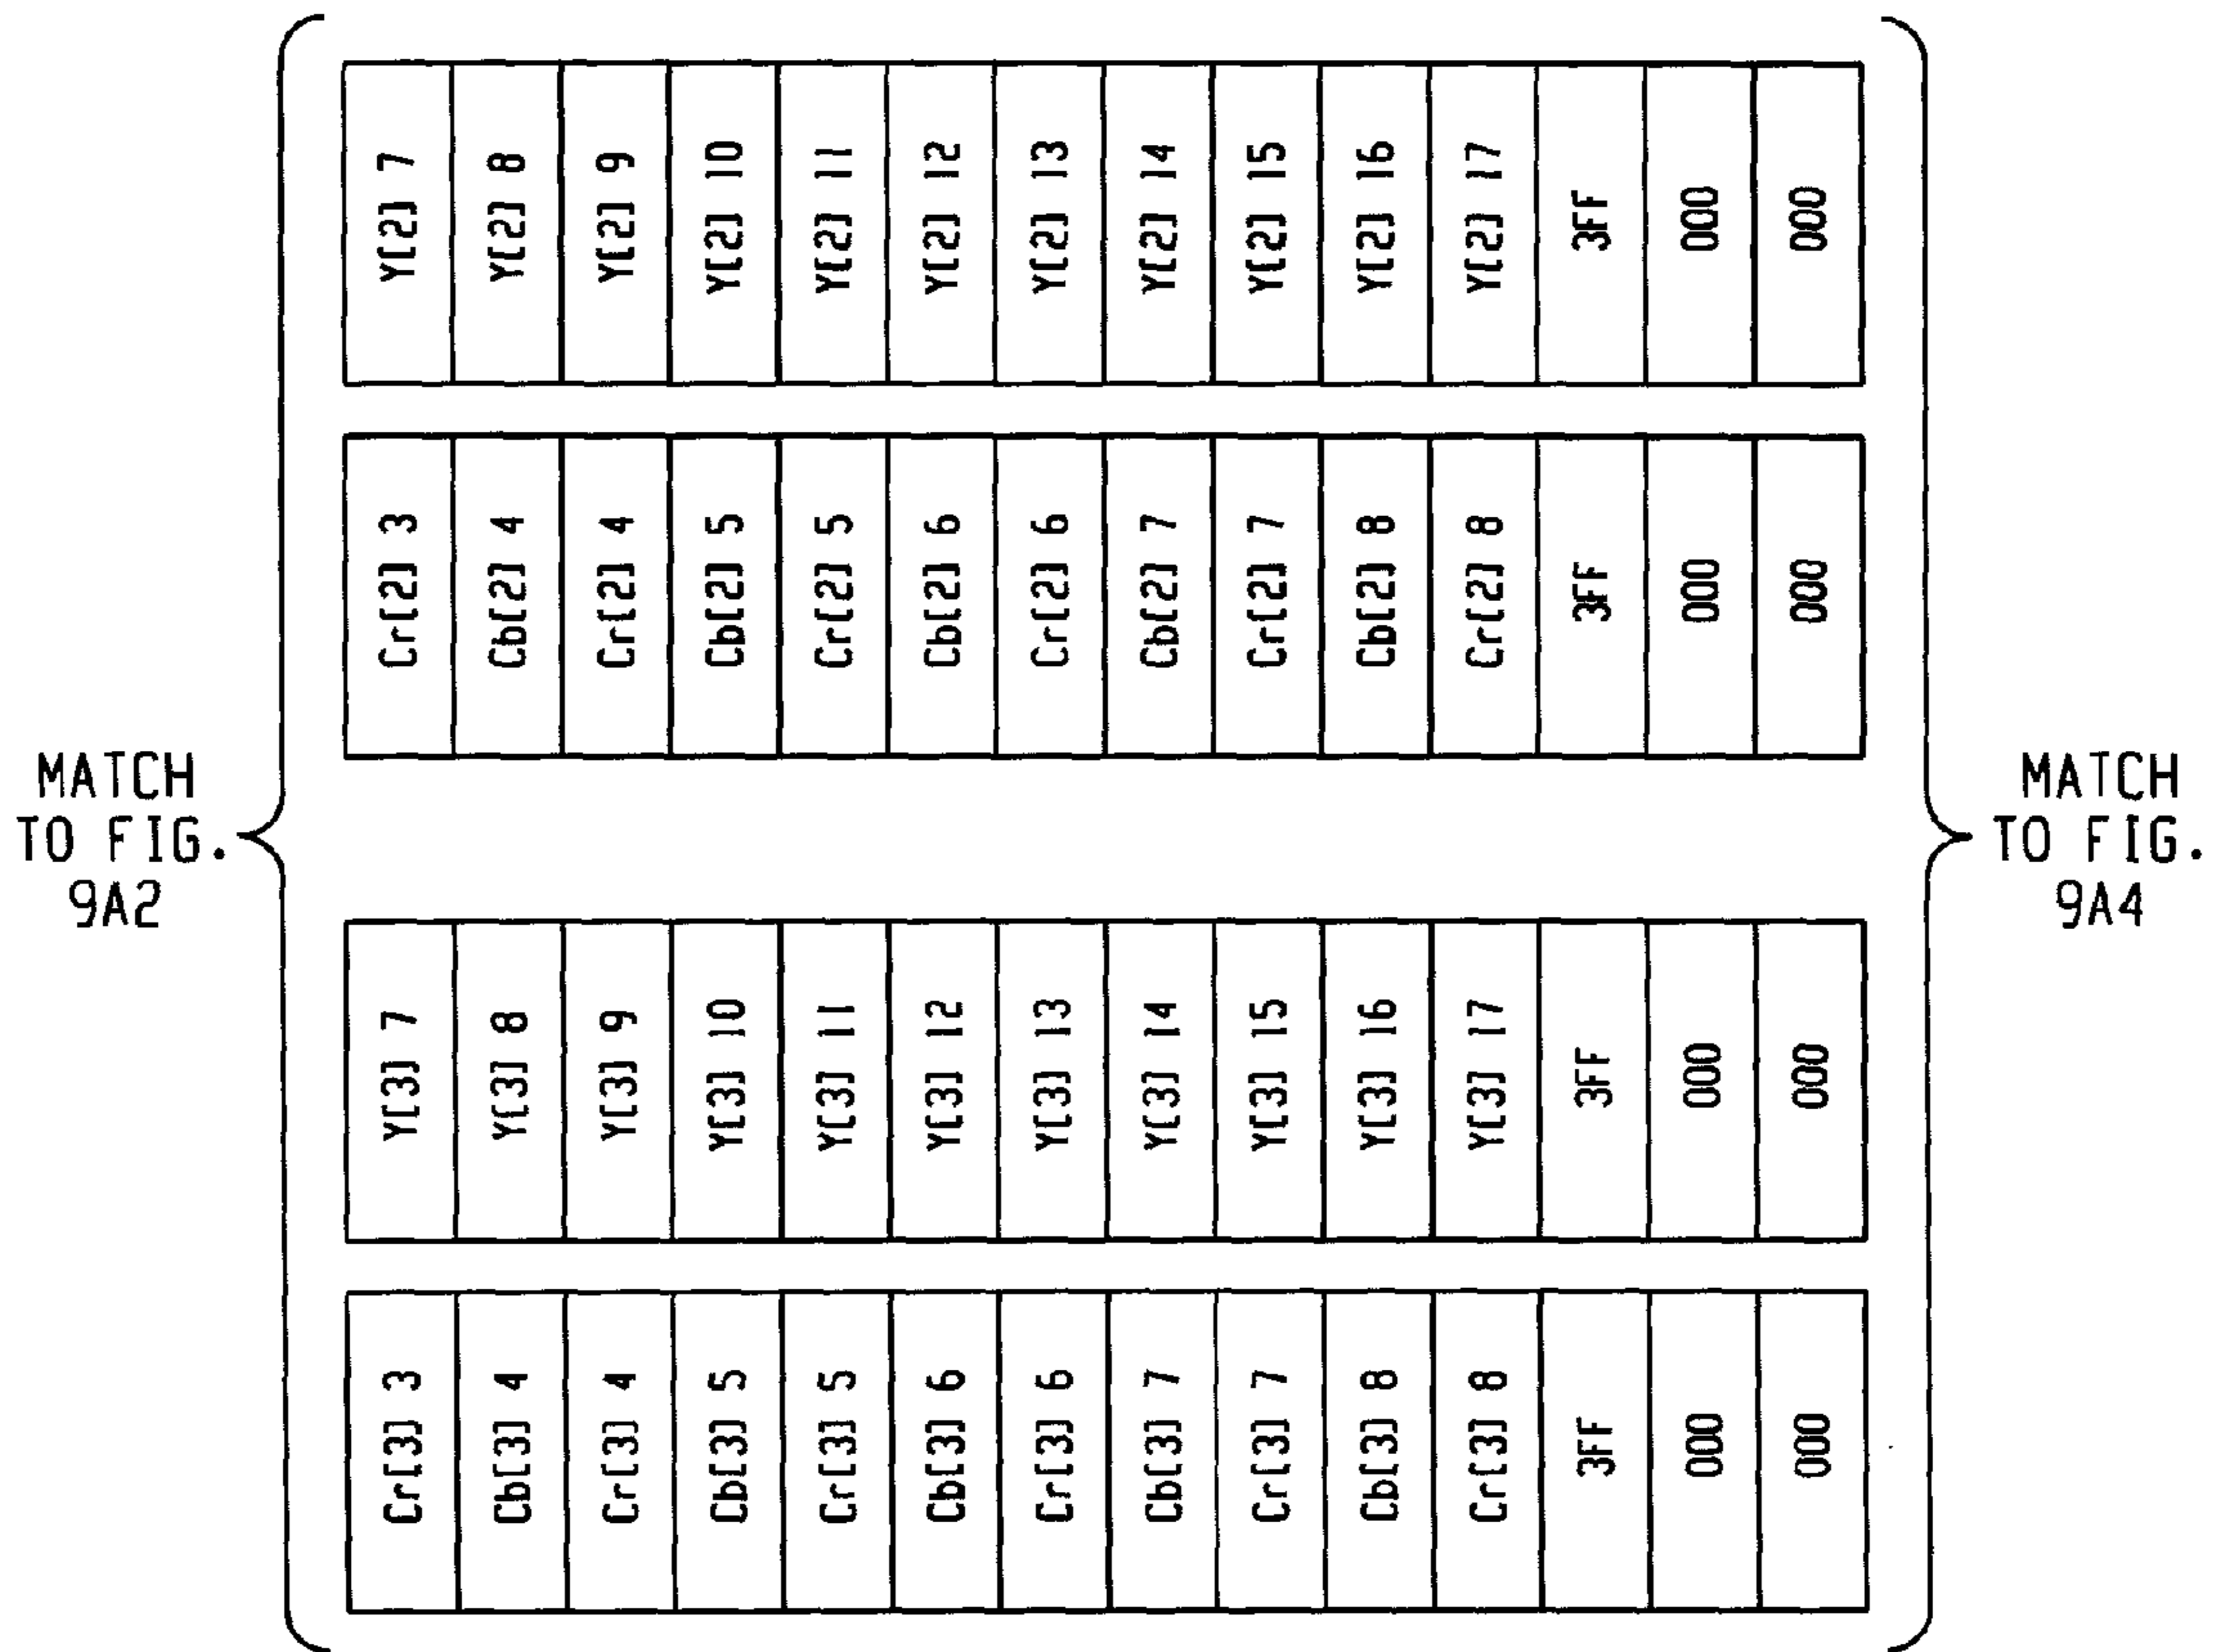 Y[2] 7
Y[2] 8
Y[2] 9
Y[2] 10
Y[2] 11
Y[2] 12
Y[2] 13
Y[2] 14
Y[2] 15
Y[2] 16
Y[2] 17
3FF
000
000
Cr[2] 3
Cb[2] 4
Cr[2] 4
Cb[2] 5
Cr[2] 5
Cb[2] 6
Cr[2] 6
Cb[2] 7
Cr[2] 7
Cb[2] 8
Cr[2] 8
3FF
000
000
MATCH
TO FIG.
9A2
MATCH
TO FIG.
9A4
Y[3] 7
Y[3] 8
Y[3] 9
Y[3] 10
Y[3] 11
Y[3] 12
Y[3] 13
Y[3] 14
Y[3] 15
Y[3] 16
Y[3] 17
3FF
000
000
Cr[3] 3
Cb[3] 4
Cr[3] 4
Cb[3] 5
Cr[3] 5
Cb[3] 6
Cr[3] 6
Cb[3] 7
Cr[3] 7
Cb[3] 8
Cr[3] 8
3FF
000
000